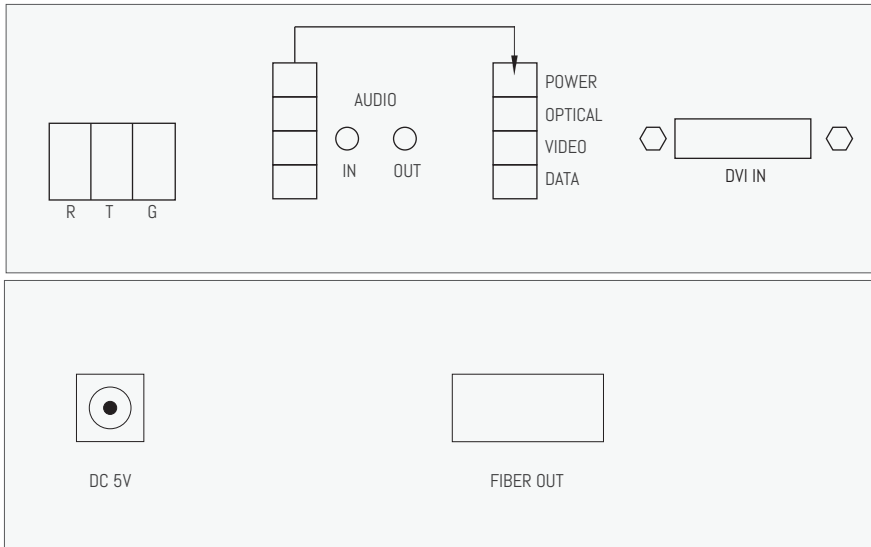 POWER
AUDIO
OPTICAL
VIDEO
IN OUT
DVI IN
DATA
R T G
DC 5V
FIBER OUT